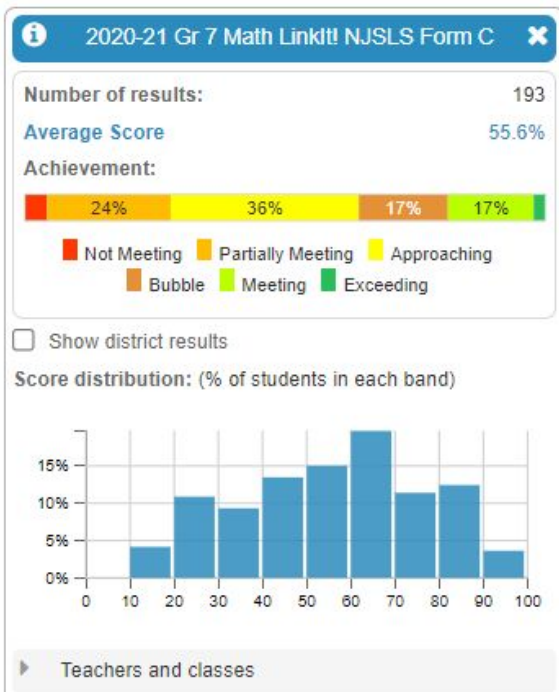 2020-21 Gr 7 Math LinkIt! NJSLS Form C
Number of results: 193
Average Score 55.6%
Achievement:
24% 36% 17% 17%
Not Meeting Partially Meeting Approaching
Bubble Meeting Exceeding
Show district results
Score distribution: (% of students in each band)
15%
10%
5%
0%
0 10 20 30 40 50 60 70 80 90 100
Teachers and classes